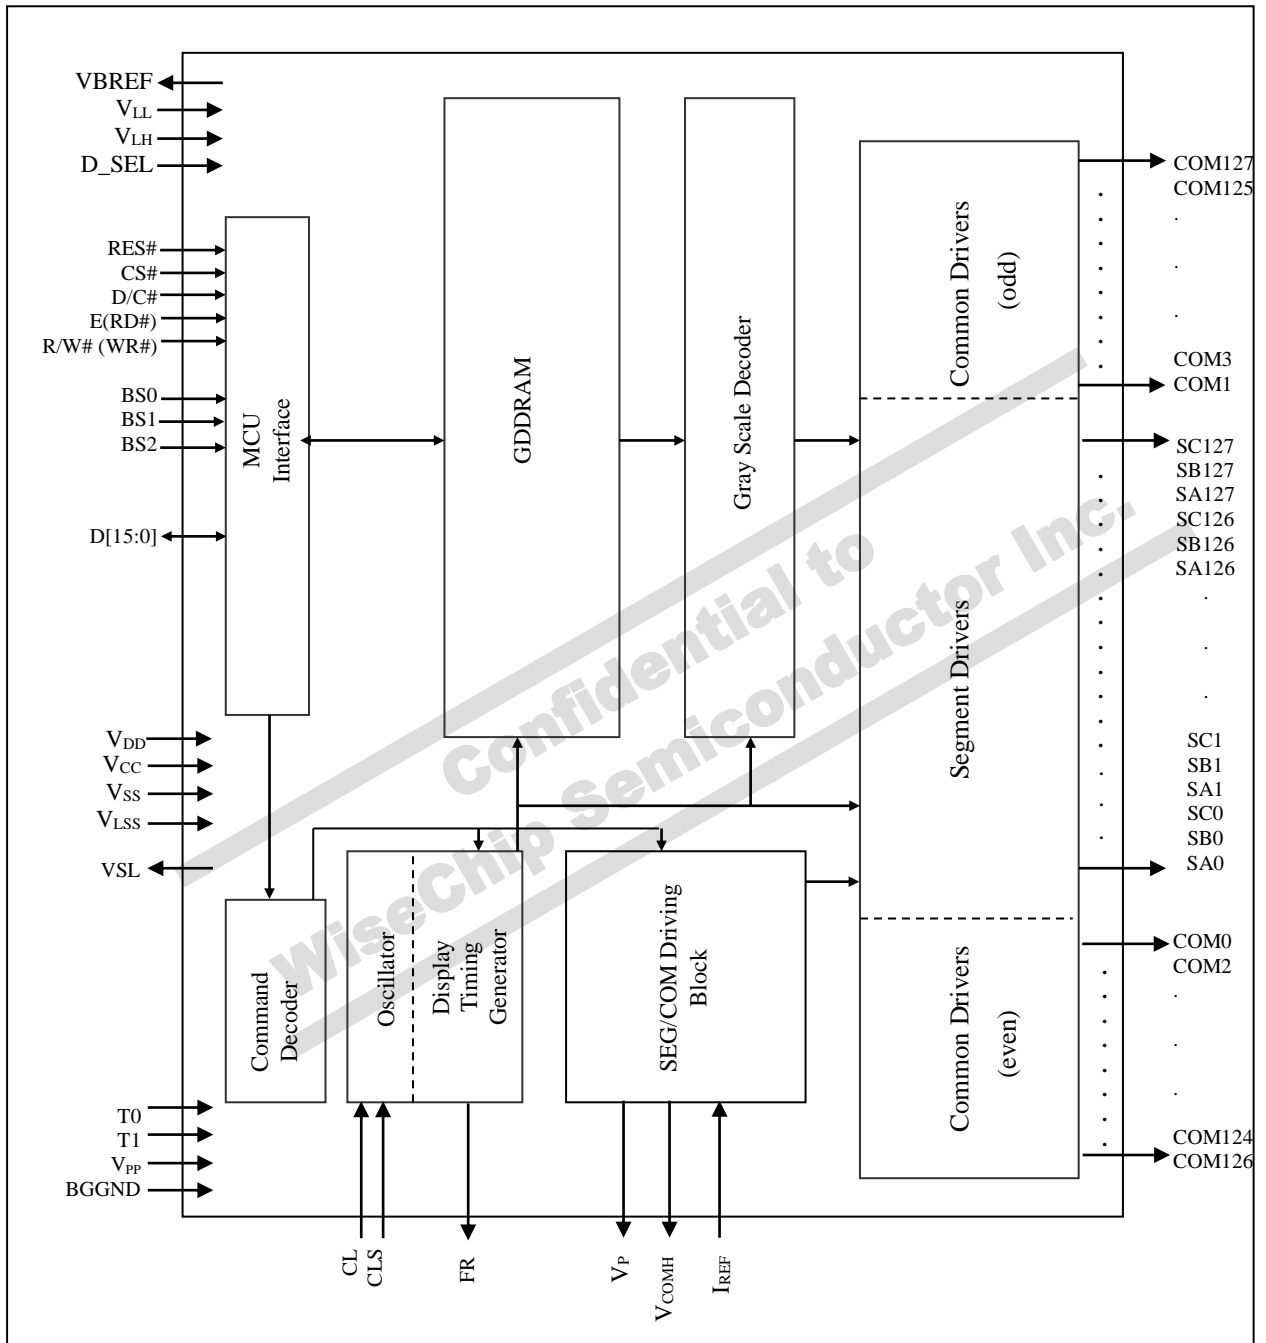 VBREF
VLL
VLH
D_SEL
RES#
CS#
D/C#
E(RD#)
R/W# (WR#)
BS0
BS1
BS2
D[15:0]
VDD
VCC
VSS
VLSS
VSL
T0
T1
VPP
BGGND
MCU
Interface
GDDRAM
Gray Scale Decoder
Common Drivers
(odd)
Segment Drivers
Common Drivers
(even)
Command
Decoder
Oscillator
Display
Timing
Generator
SEG/COM Driving
Block
CL
CLS
FR
VP
VCOMH
IREF
COM127
COM125
.
.
.
COM3
COM1
SC127
SB127
SA127
SC126
SB126
SA126
.
.
.
SC1
SB1
SA1
SC0
SB0
SA0
COM0
COM2
.
.
.
COM124
COM126
Confidential to
WiseChip Semiconductor Inc.